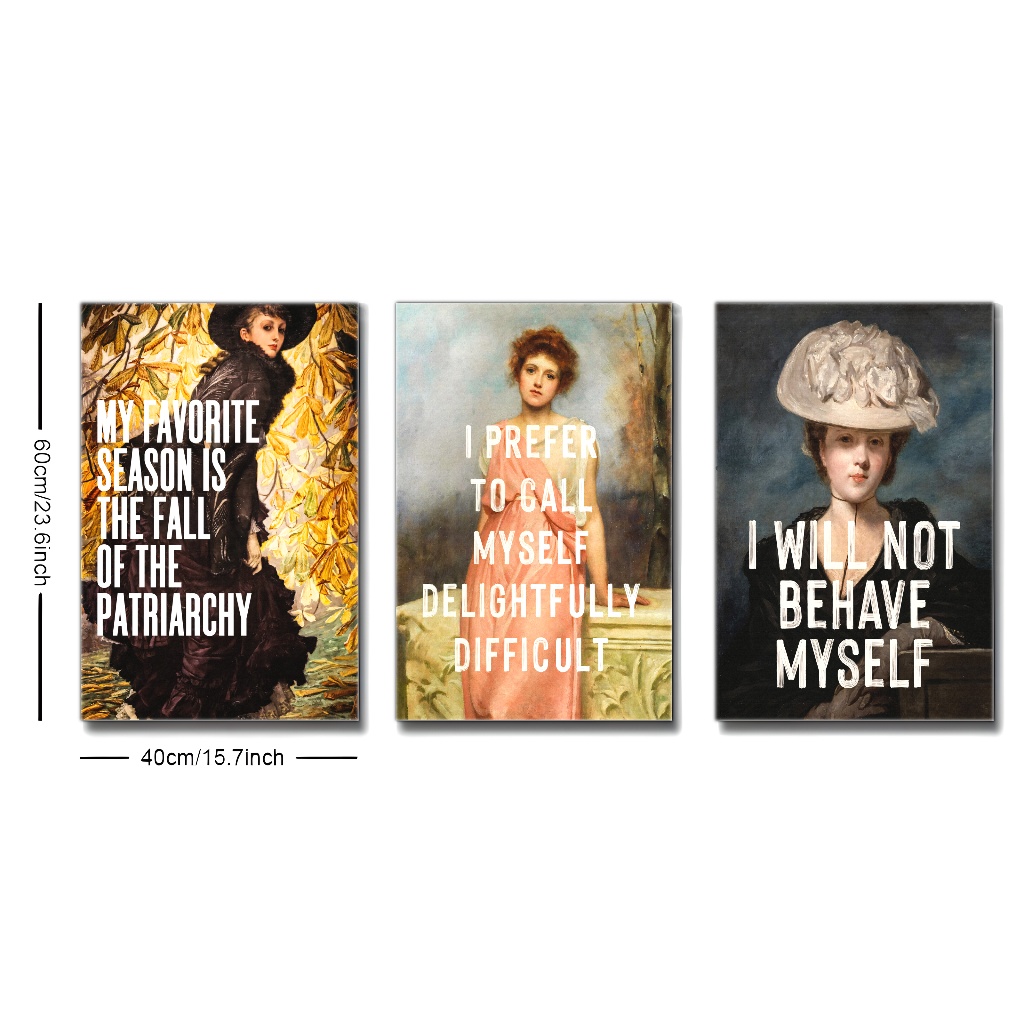 MY FAVORITE
SEASON IS
THE FALL
OF THE
PATRIARCHY
I PREFER
TO CALL
MYSELF
DELIGHTFULLY
DIFFICULT
I WILL NOT
BEHAVE
MYSELF
60cm/23.6inch
40cm/15.7inch